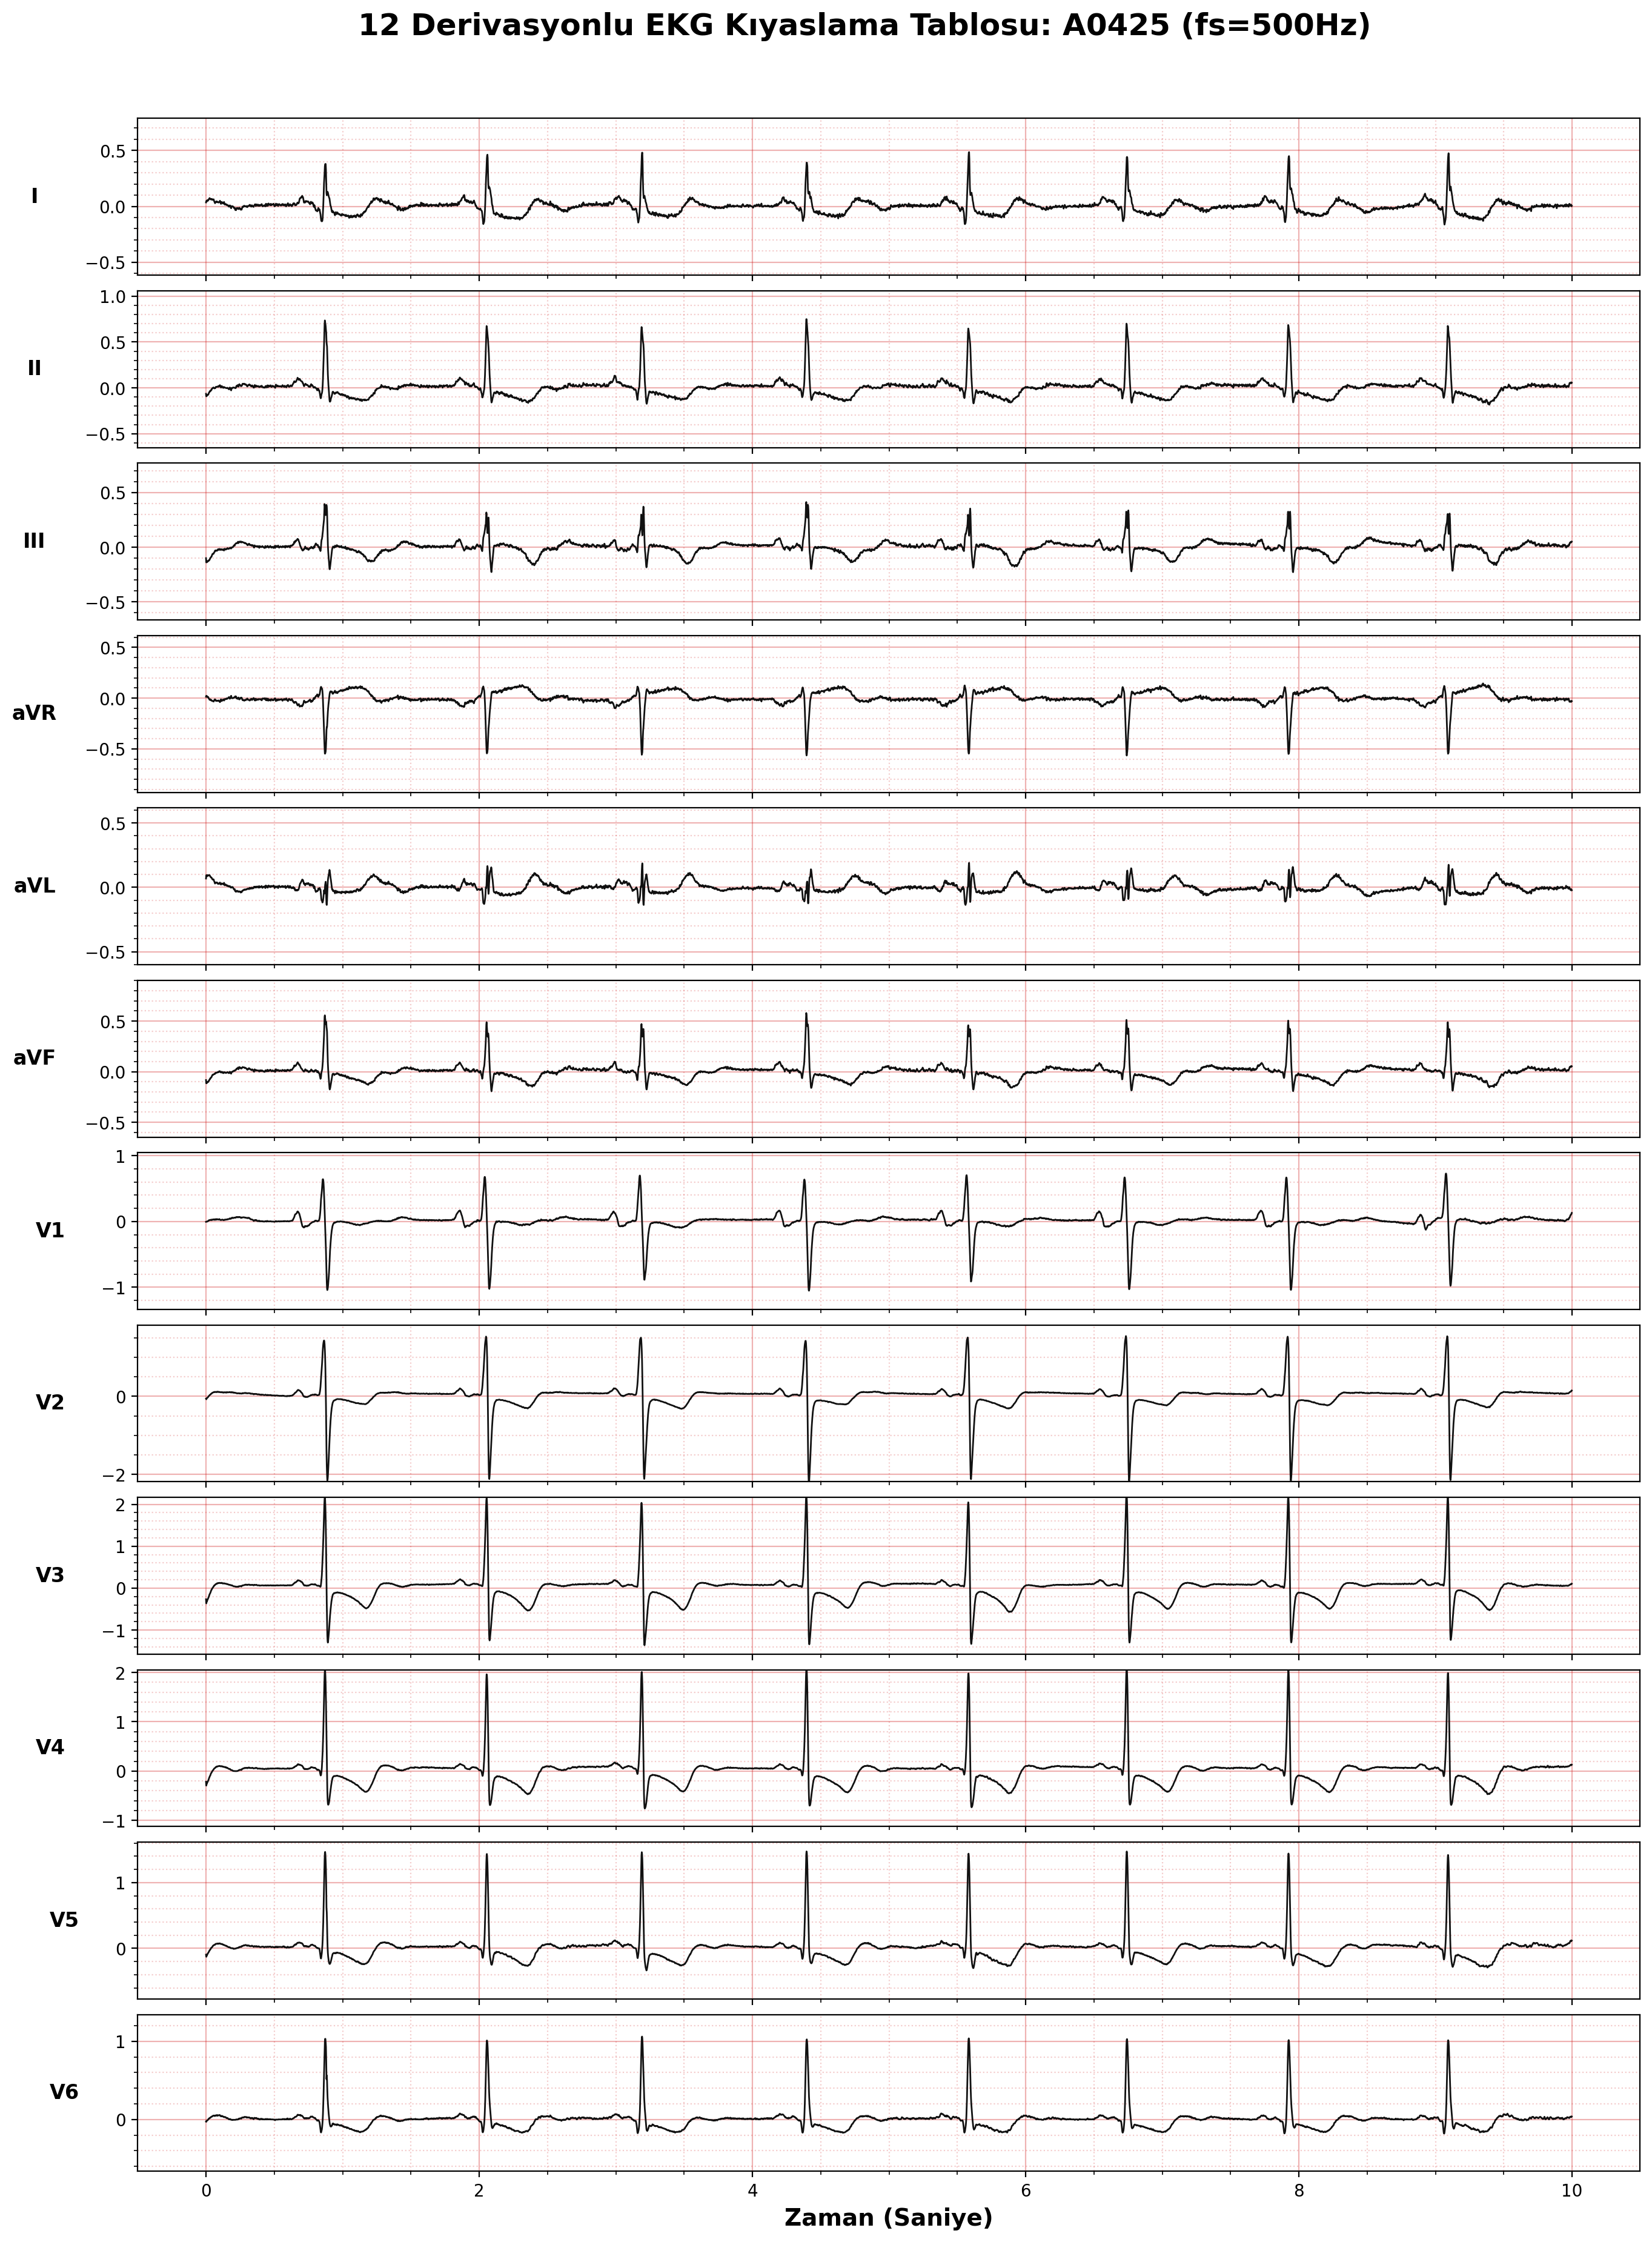 12 Derivasyonlu EKG Kıyaslama Tablosu: A0425 (fs=500Hz)
0.5
I
0.0
−0.5
1.0
0.5
II
0.0
−0.5
0.5
III
0.0
−0.5
0.5
0.0
aVR
−0.5
0.5
aVL
0.0
−0.5
0.5
aVF
0.0
−0.5
1
V1
0
−1
V2
0
−2
2
1
V3
0
−1
2
1
V4
0
−1
1
V5
0
1
V6
0
0 2 4 6 8 10
Zaman (Saniye)